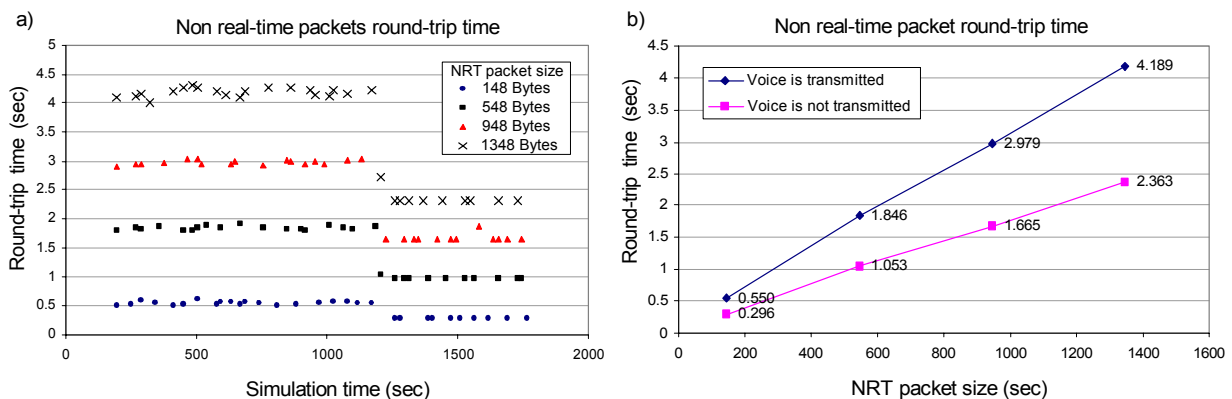 a)
Non real-time packets round-trip time
Round-trip time (sec)
5
4.5
4
3.5
3
2.5
2
1.5
1
0.5
0
NRT packet size
148 Bytes
548 Bytes
948 Bytes
1348 Bytes
0
500
1000
1500
2000
Simulation time (sec)
b)
Non real-time packet round-trip time
Round-trip time (sec)
4.5
4
3.5
3
2.5
2
1.5
1
0.5
0
Voice is transmitted
Voice is not transmitted
4.189
2.979
2.363
1.846
1.665
1.053
0.550
0.296
0
200
400
600
800
1000
1200
1400
1600
NRT packet size (sec)